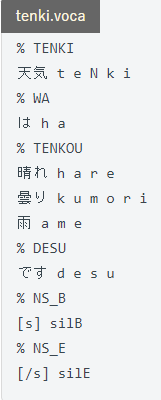 tenki.voca
% TENKI
天気 t e N k i
% WA
は h a
% TENKOU
晴れ h a r e
曇り k u m o r i
雨 a m e
% DESU
です d e s u
% NS_B
[s] silB
% NS_E
[/s] silE